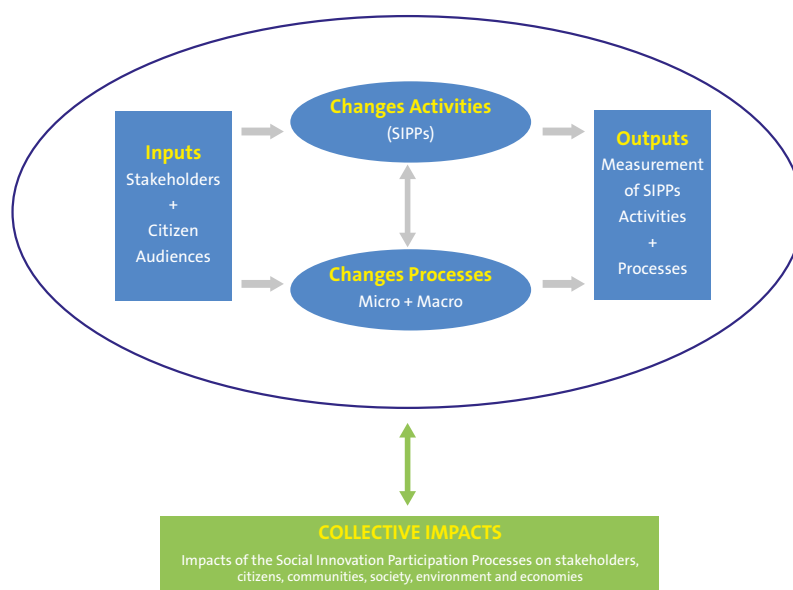 Changes Activities
(SIPPs)
Inputs
Stakeholders
+
Citizen
Audiences
Outputs
Measurement
of SIPPs
Activities
+
Processes
Changes Processes
Micro + Macro
COLLECTIVE IMPACTS
Impacts of the Social Innovation Participation Processes on stakeholders,
citizens, communities, society, environment and economies